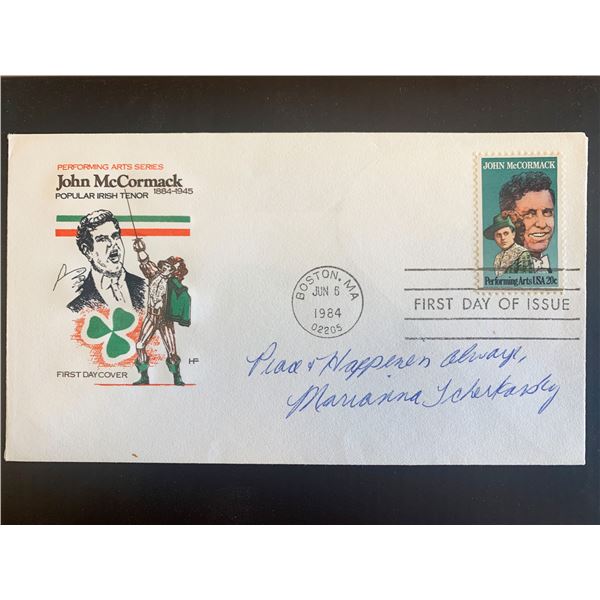 PERFORMING ARTS SERIES
John McCormack
1884-1945
POPULAR IRISH TENOR
HF
FIRST DAY COVER
JOHN McCORMACK
Performing Arts USA 20c
BOSTON, MA
JUN 6
1984
02205
FIRST DAY OF ISSUE
Peace & Happiness always,
Marianna Tcherkassky